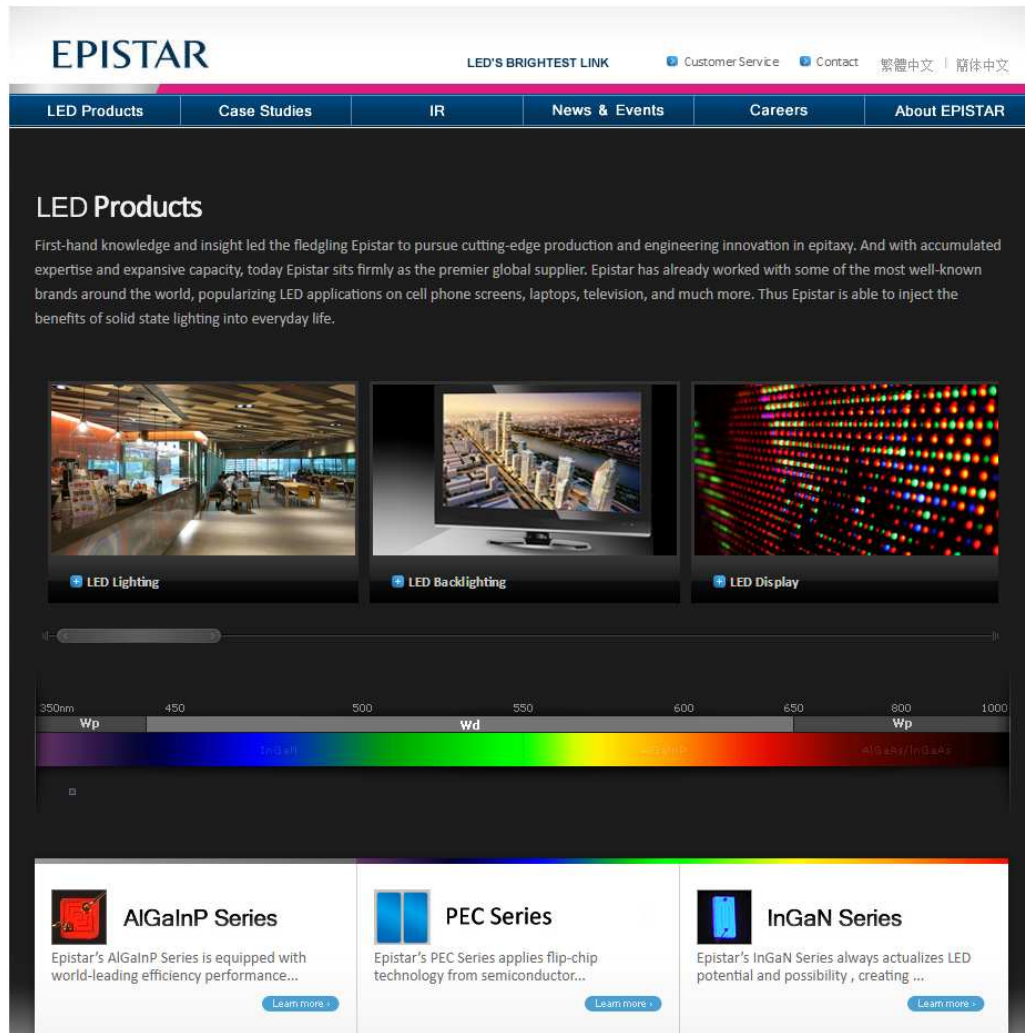 EPISTAR
LED'S BRIGHTEST LINK
Customer Service
Contact
繁體中文 | 簡体中文
LED Products
Case Studies
IR
News & Events
Careers
About EPISTAR
LED Products
First-hand knowledge and insight led the fledgling Epistar to pursue cutting-edge production and engineering innovation in epitaxy. And with accumulated
expertise and expansive capacity, today Epistar sits firmly as the premier global supplier. Epistar has already worked with some of the most well-known
brands around the world, popularizing LED applications on cell phone screens, laptops, television, and much more. Thus Epistar is able to inject the
benefits of solid state lighting into everyday life.
LED Lighting
LED Backlighting
LED Display
350nm 450 500 550 600 650 800 1000
Wp Wd Wp
InGaN AlGaInP AlGaAs/InGaAs
AlGaInP Series
Epistar's AlGaInP Series is equipped with
world-leading efficiency performance...
Learn more ›
PEC Series
Epistar's PEC Series applies flip-chip
technology from semiconductor...
Learn more ›
InGaN Series
Epistar's InGaN Series always actualizes LED
potential and possibility , creating ...
Learn more ›